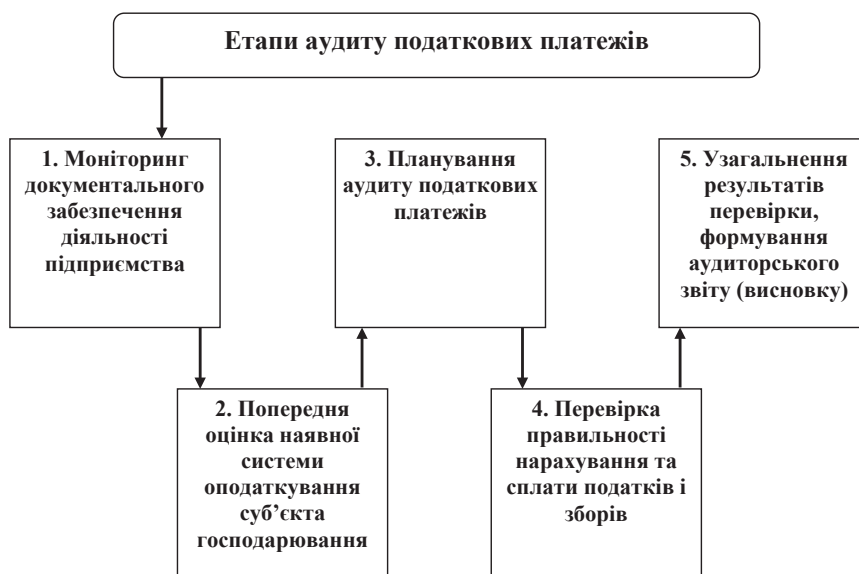 Етапи аудиту податкових платежів
1. Моніторинг
документального
забезпечення
діяльності
підприємства
2. Попередня
оцінка наявної
системи
оподаткування
суб’єкта
господарювання
3. Планування
аудиту податкових
платежів
4. Перевірка
правильності
нарахування та
сплати податків і
зборів
5. Узагальнення
результатів
перевірки,
формування
аудиторського
звіту (висновку)